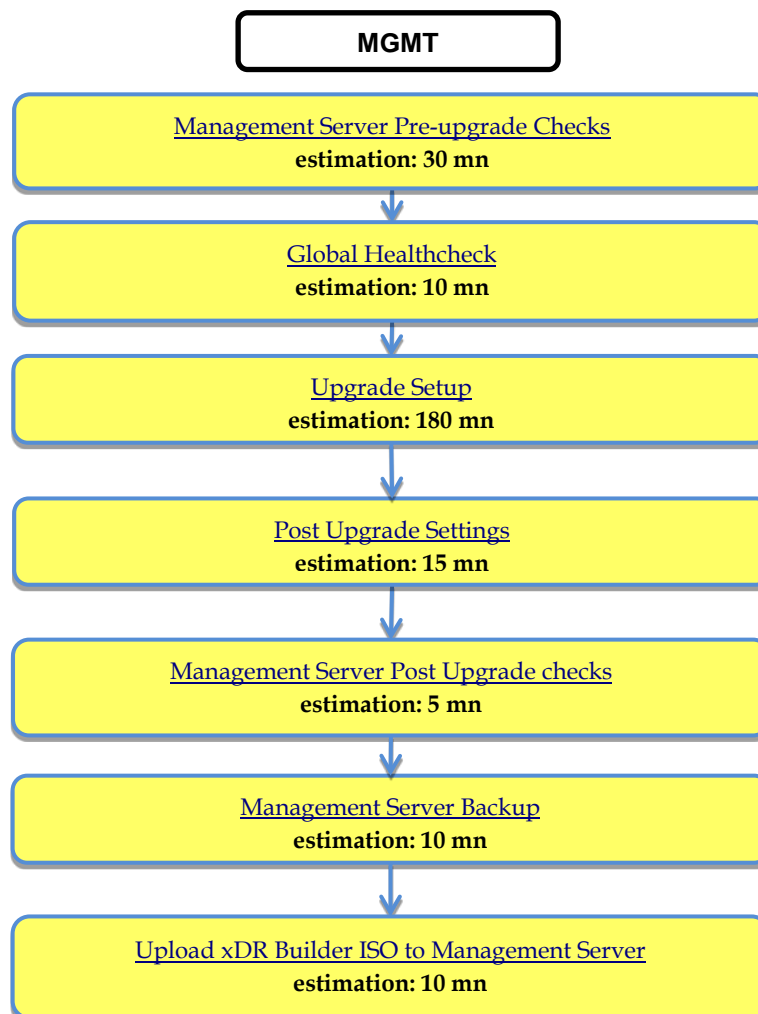 MGMT
Management Server Pre-upgrade Checks
estimation: 30 mn
Global Healthcheck
estimation: 10 mn
Upgrade Setup
estimation: 180 mn
Post Upgrade Settings
estimation: 15 mn
Management Server Post Upgrade checks
estimation: 5 mn
Management Server Backup
estimation: 10 mn
Upload xDR Builder ISO to Management Server
estimation: 10 mn